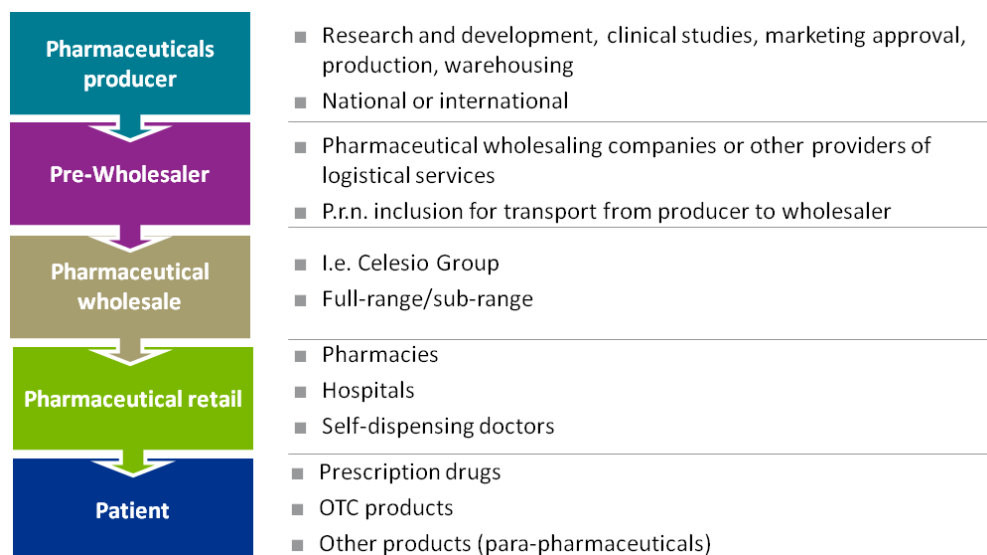 Pharmaceuticals
producer
Research and development, clinical studies, marketing approval,
production, warehousing
National or international
Pre-Wholesaler
Pharmaceutical wholesaling companies or other providers of
logistical services
P.r.n. inclusion for transport from producer to wholesaler
Pharmaceutical
wholesale
I.e. Celesio Group
Full-range/sub-range
Pharmaceutical retail
Pharmacies
Hospitals
Self-dispensing doctors
Patient
Prescription drugs
OTC products
Other products (para-pharmaceuticals)